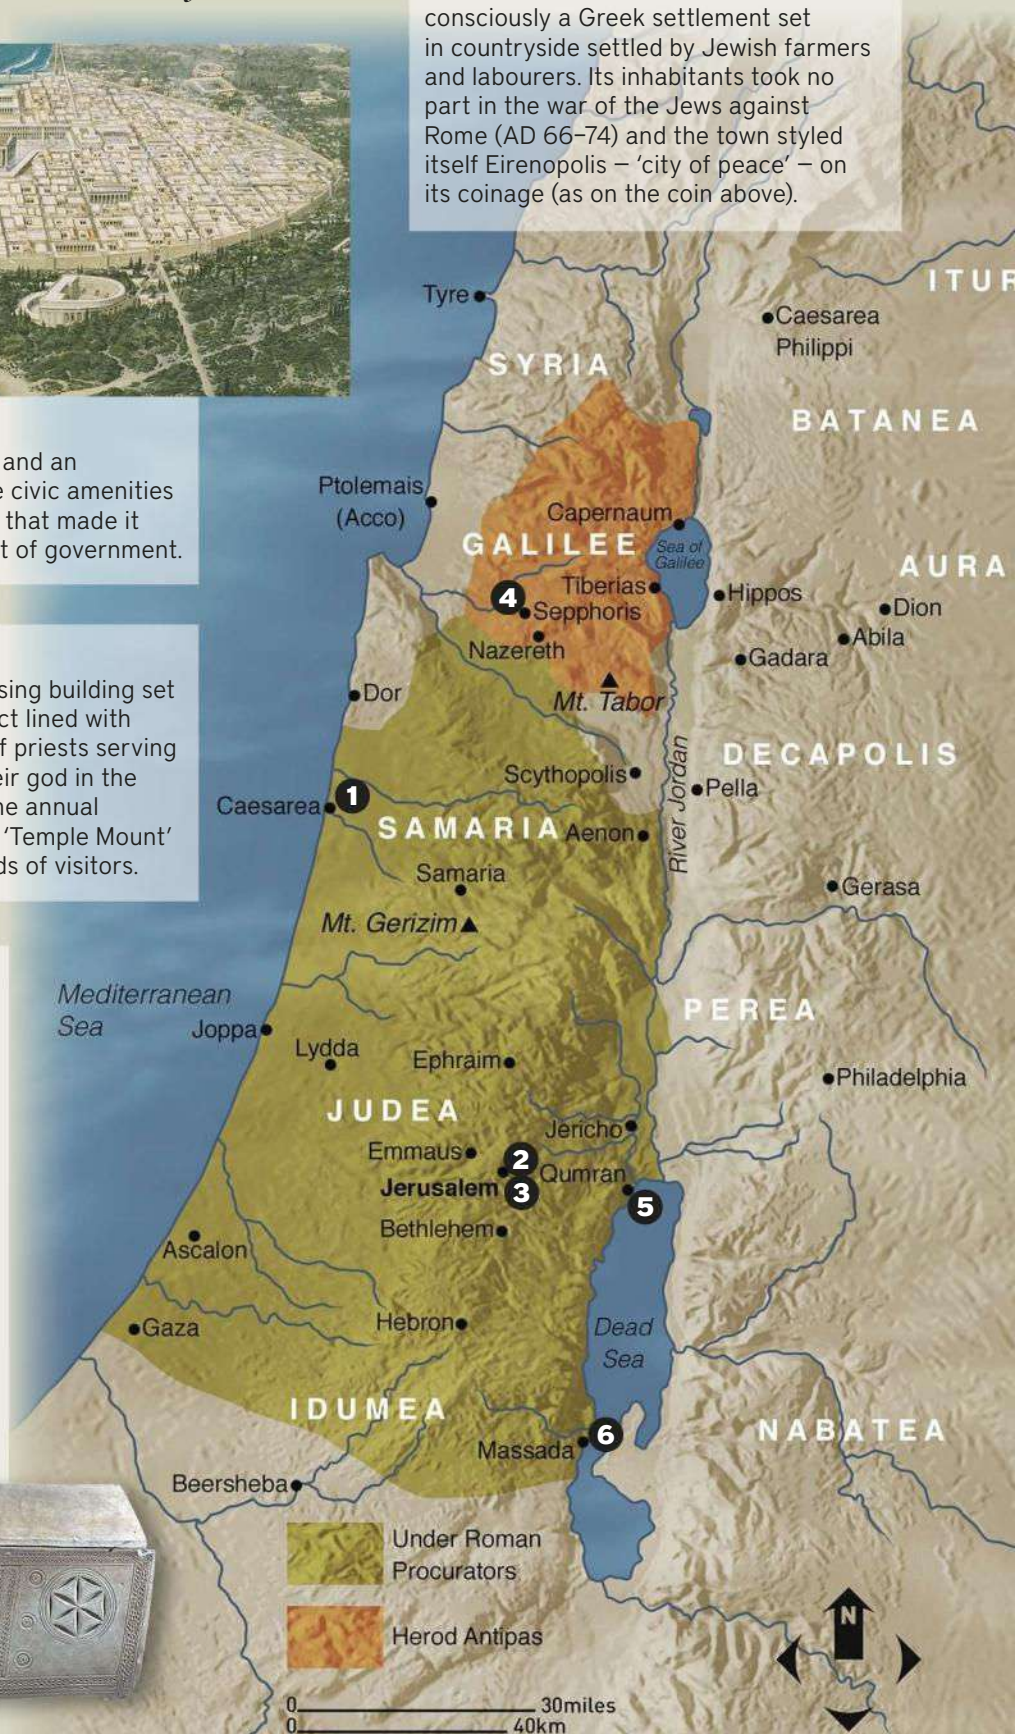 consciously a Greek settlement set
in countryside settled by Jewish farmers
and labourers. Its inhabitants took no
part in the war of the Jews against
Rome (AD 66–74) and the town styled
itself Eirenopolis – ‘city of peace’ – on
its coinage (as on the coin above).
and an
civic amenities
that made it
t of government.
sing building set
ct lined with
f priests serving
eir god in the
ne annual
‘Temple Mount’
ds of visitors.
Tyre
ITUR
Caesarea
Philippi
SYRIA
BATANEA
Ptolemais
(Acco)
Capernaum
GALILEE
Sea of
Galilee
AURA
Tiberias
Hippos
4
Sepphoris
Dion
Abila
Nazereth
Gadara
Mt. Tabor
Dor
River Jordan
DECAPOLIS
Scythopolis
Pella
Caesarea
1
SAMARIA
Aenon
Samaria
Gerasa
Mt. Gerizim
Mediterranean
Sea
PEREA
Joppa
Lydda
Ephraim
Philadelphia
JUDEA
Jericho
Emmaus
2
Qumran
Jerusalem
3
5
Bethlehem
Ascalon
Gaza
Hebron
Dead
Sea
IDUMEA
NABATEA
6
Massada
Beersheba
Under Roman
Procurators
Herod Antipas
N
0 30miles
0 40km